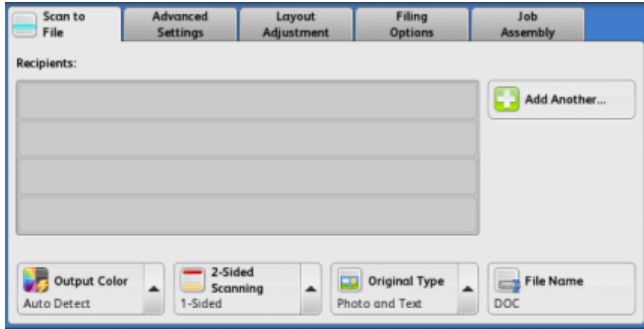 Scan to
File
Advanced
Settings
Layout
Adjustment
Filing
Options
Job
Assembly
Recipients:
Add Another...
Output Color
Auto Detect
2-Sided
Scanning
1-Sided
Original Type
Photo and Text
File Name
DOC